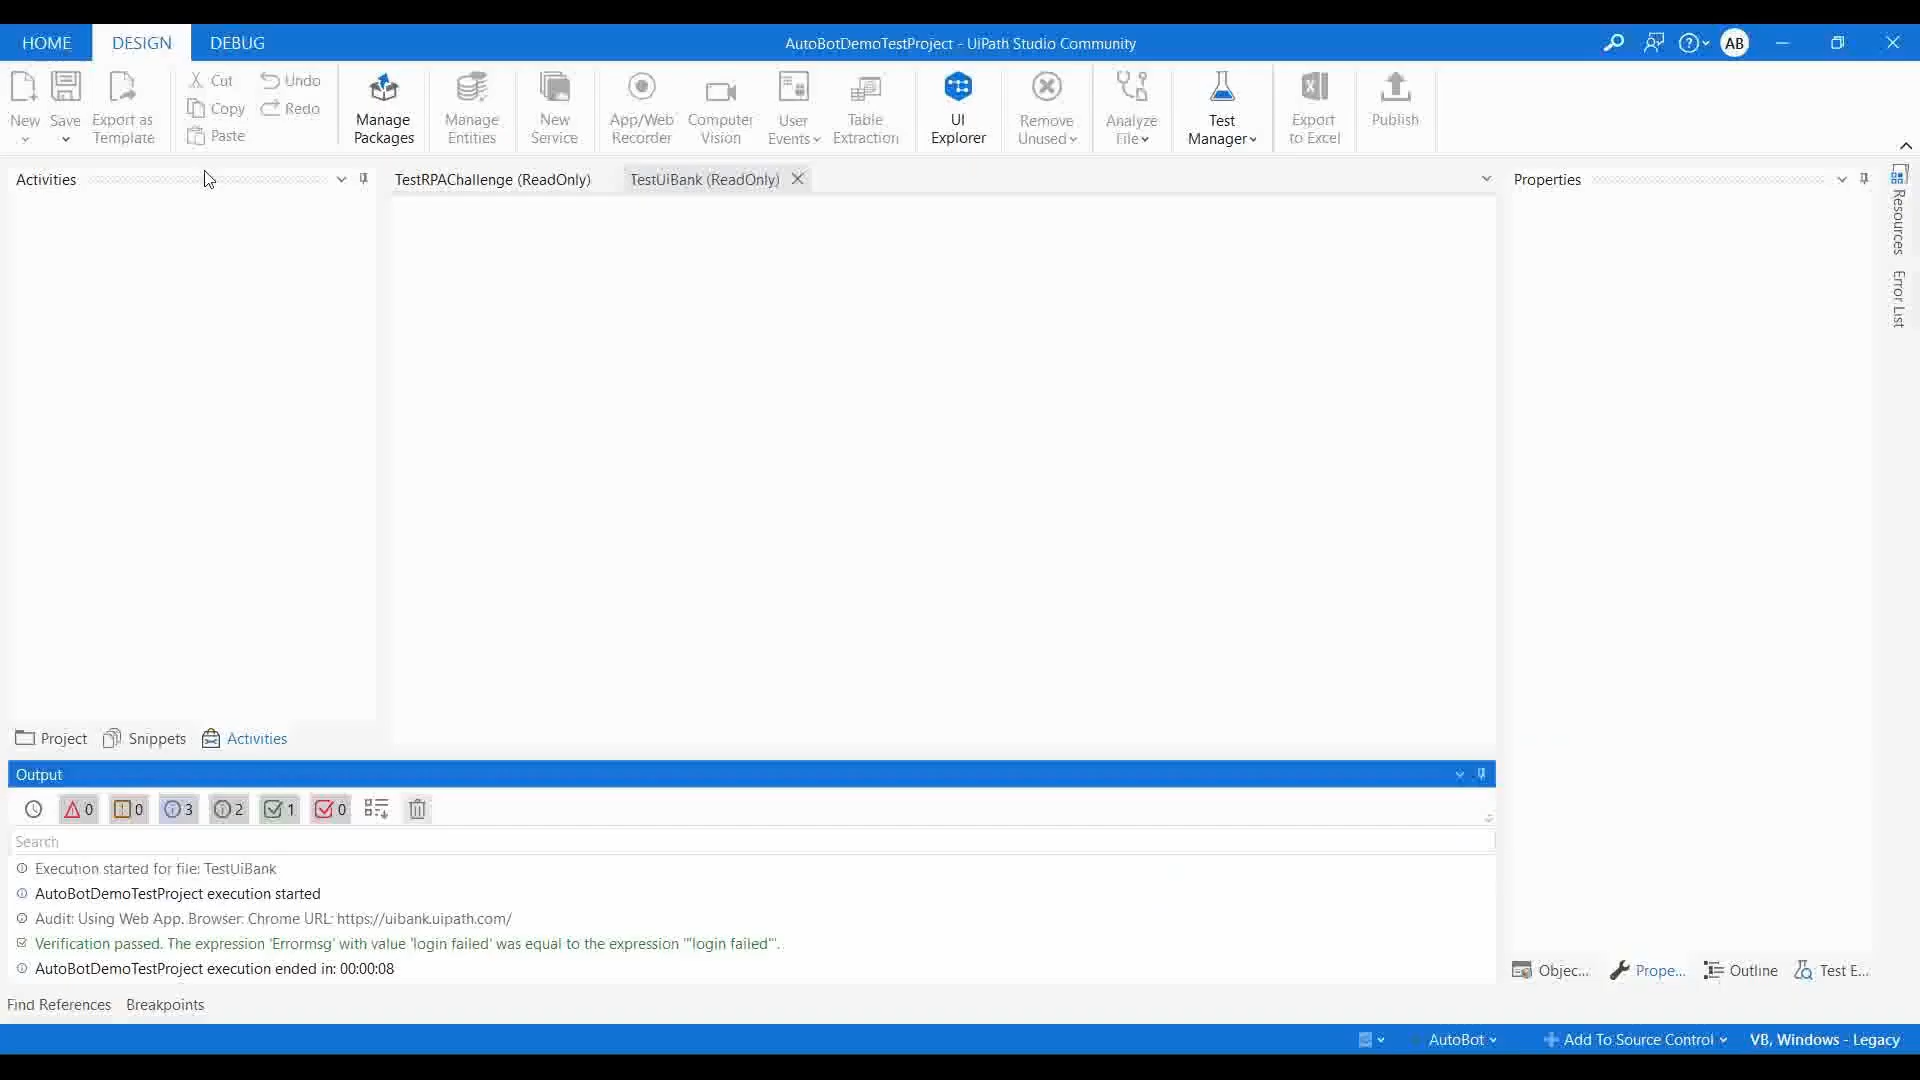 HOME DESIGN DEBUG AutoBotDemoTestProject - UiPath Studio Community AB
New
Save
Export as
Template
Cut
Copy
Paste
Undo
Redo
Manage
Packages
Manage
Entities
New
Service
App/Web
Recorder
Computer
Vision
User
Events
Table
Extraction
UI
Explorer
Remove
Unused
Analyze
File
Test
Manager
Export
to Excel
Publish
Activities
TestRPAChallenge (ReadOnly) TestUiBank (ReadOnly)
Properties
Resources
Error List
Project Snippets Activities
Output
0 0 3 2 1 0
Search
Execution started for file: TestUiBank
AutoBotDemoTestProject execution started
Audit: Using Web App. Browser: Chrome URL: https://uibank.uipath.com/
Verification passed. The expression 'Errormsg' with value 'login failed' was equal to the expression '"login failed"'.
AutoBotDemoTestProject execution ended in: 00:00:08
Objec... Prope... Outline Test E...
Find References Breakpoints
AutoBot Add To Source Control VB, Windows - Legacy